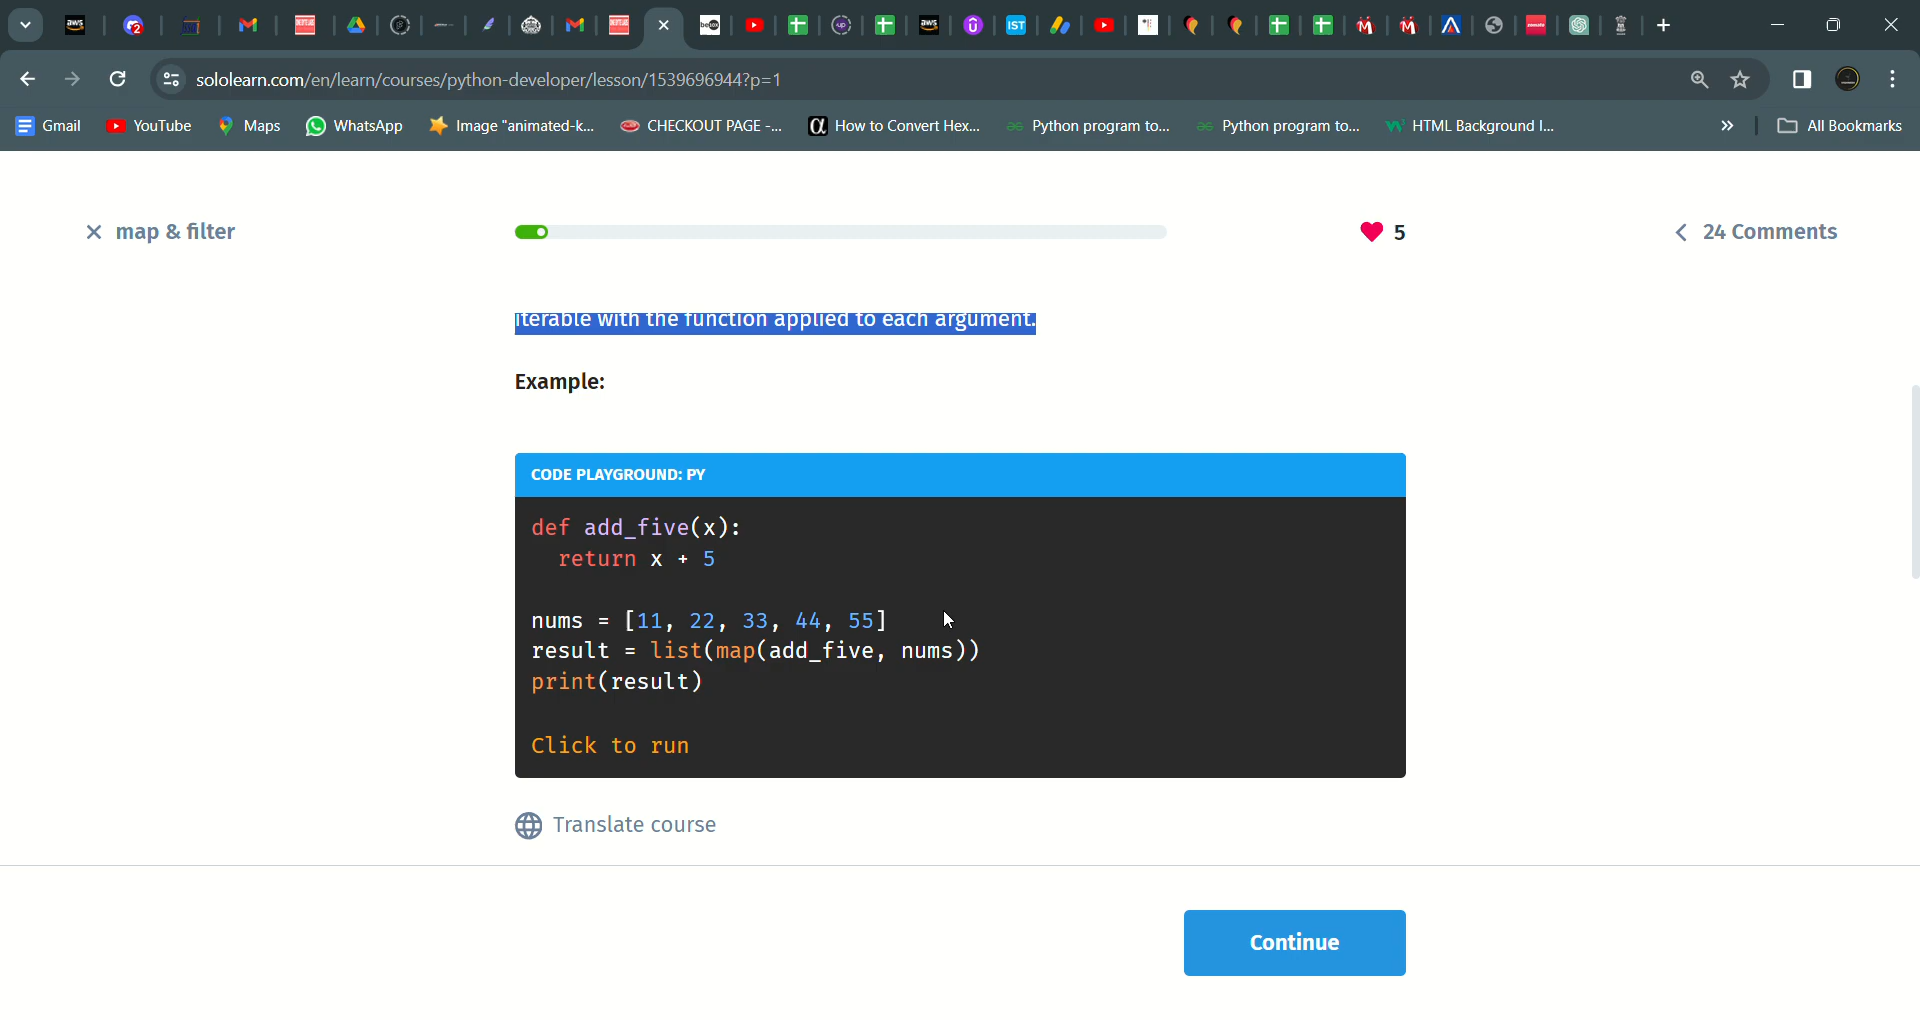 sololearn.com/en/learn/courses/python-developer/lesson/1539696944?p=1
Gmail YouTube Maps WhatsApp Image "animated-k... CHECKOUT PAGE -... How to Convert Hex... Python program to... Python program to... HTML Background I... » All Bookmarks
map & filter 5 24 Comments
iterable with the function applied to each argument.
Example:
CODE PLAYGROUND: PY
def add_five(x):
return x + 5
nums = [11, 22, 33, 44, 55]
result = list(map(add_five, nums))
print(result)
Click to run
Translate course
Continue